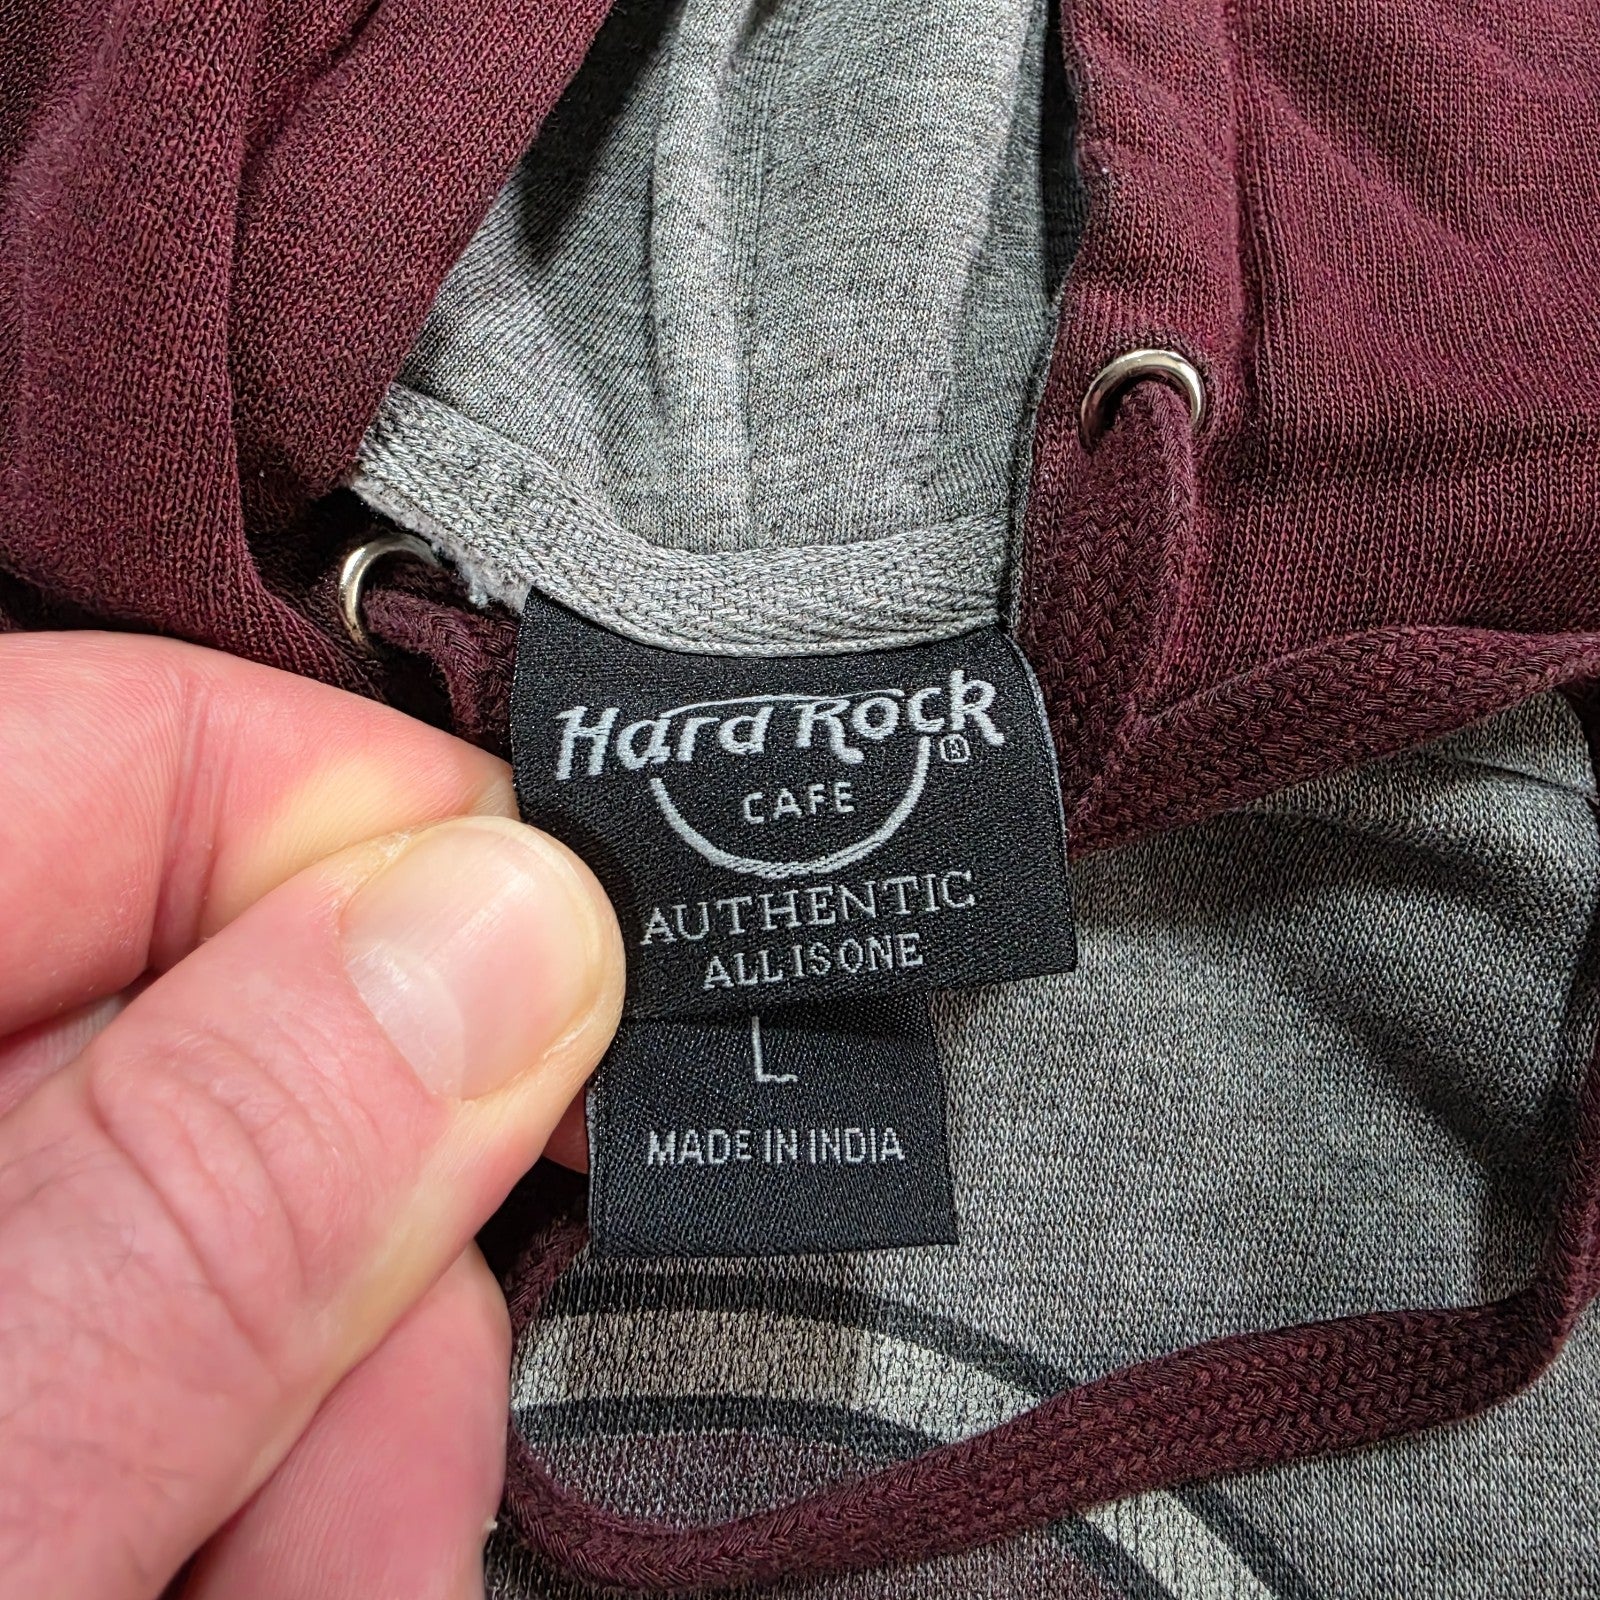 Hard Rock ®
CAFE
AUTHENTIC
ALL IS ONE
L
MADE IN INDIA